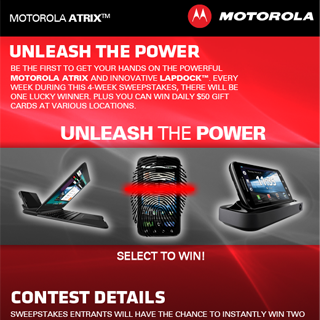 MOTOROLA ATRIX™
MOTOROLA
UNLEASH THE POWER
BE THE FIRST TO GET YOUR HANDS ON THE POWERFUL
MOTOROLA ATRIX AND INNOVATIVE LAPDOCK™. EVERY
WEEK DURING THIS 4-WEEK SWEEPSTAKES, THERE WILL BE
ONE LUCKY WINNER. PLUS YOU CAN WIN DAILY $50 GIFT
CARDS AT VARIOUS LOCATIONS.
UNLEASH THE POWER
SELECT TO WIN!
CONTEST DETAILS
SWEEPSTAKES ENTRANTS WILL HAVE THE CHANCE TO INSTANTLY WIN TWO